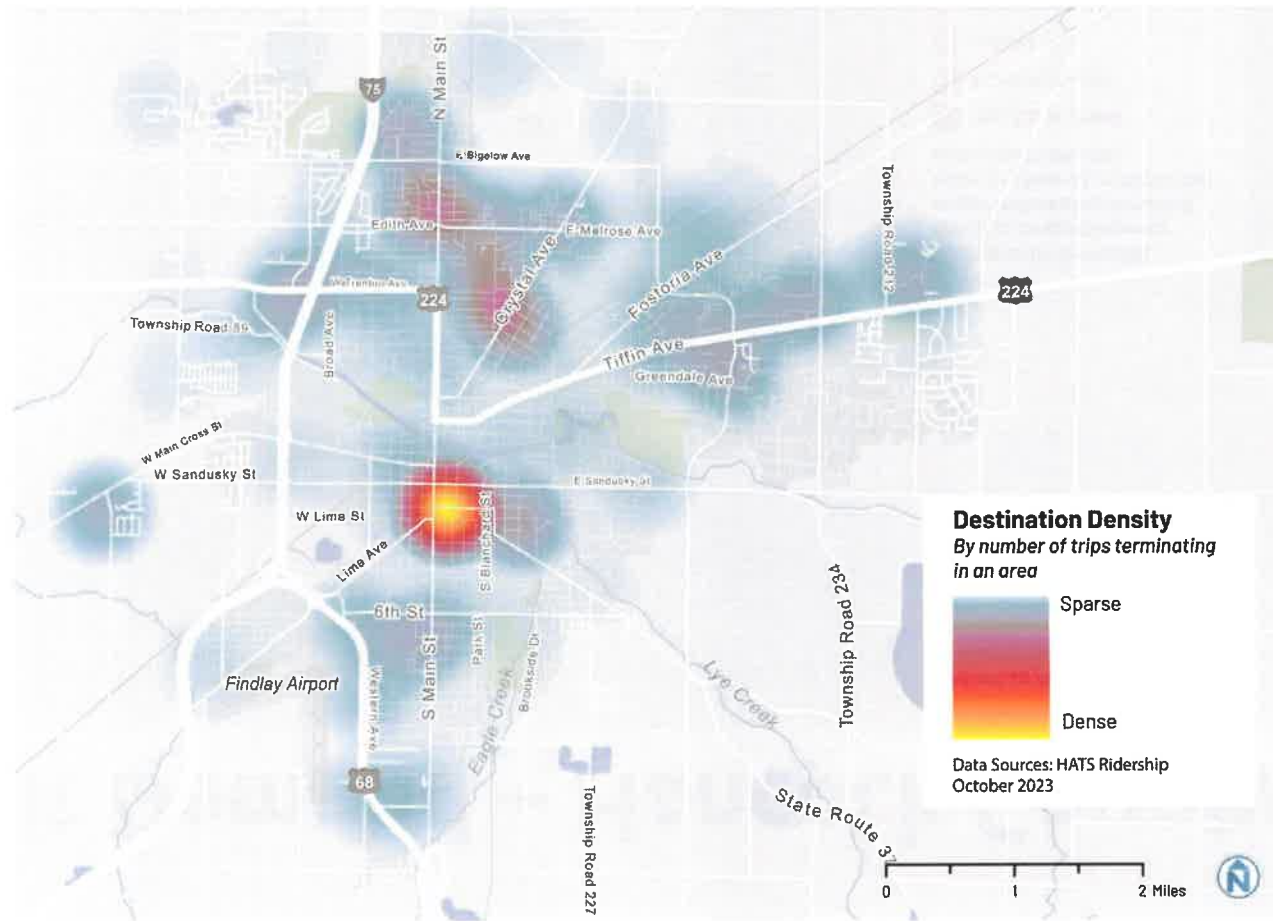 75
N Main St
E Bigelow Ave
Township Road 212
Edith Ave
E Melrose Ave
Crystal Ave
Fostoria Ave
W Trenton Ave
224
224
Township Road 89
Broad Ave
Tiffin Ave
Greendale Ave
W Main Cross St
W Sandusky St
E Sandusky St
W Lima St
Lima Ave
S Blanchard St
6th St
Park St
S Main St
Brookside Dr
Findlay Airport
Western Ave
Eagle Creek
Lye Creek
Township Road 234
68
Township Road 227
State Route 37
Destination Density
By number of trips terminating
in an area
Sparse
Dense
Data Sources: HATS Ridership
October 2023
0 1 2 Miles
N